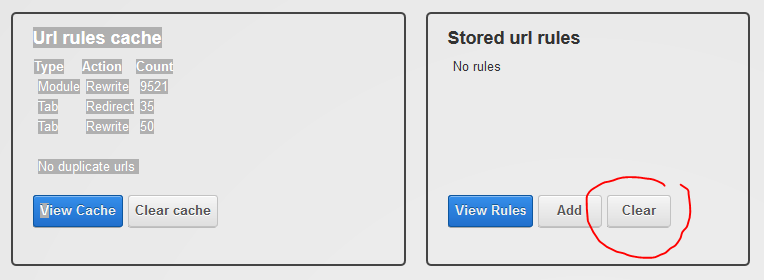 Url rules cache
Type Action Count
Module Rewrite 9521
Tab Redirect 35
Tab Rewrite 50
No duplicate urls
View Cache Clear cache
Stored url rules
No rules
View Rules Add Clear